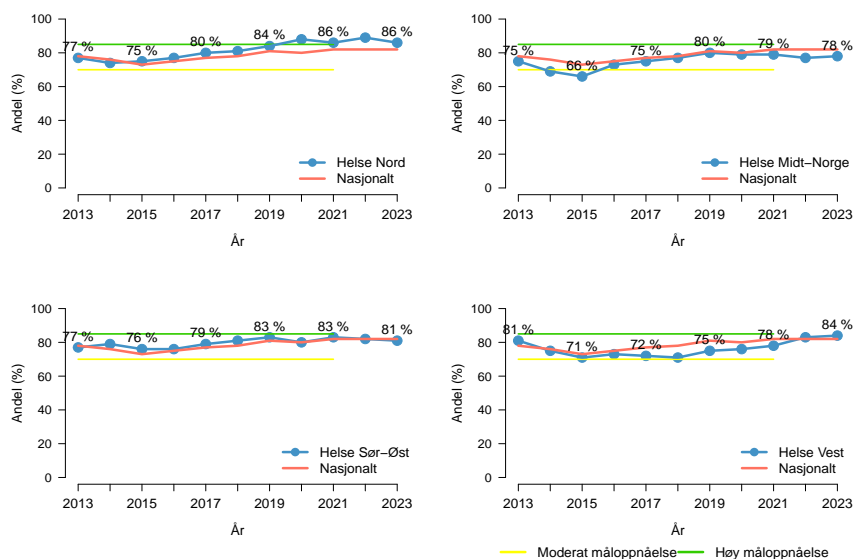 100
80
60
40
20
0
Andel (%)
77 %
75 %
80 %
84 %
86 %
86 %
Helse Nord
Nasjonalt
2013 2015 2017 2019 2021 2023
År
100
80
60
40
20
0
Andel (%)
75 %
66 %
75 %
80 %
79 %
78 %
Helse Midt−Norge
Nasjonalt
2013 2015 2017 2019 2021 2023
År
100
80
60
40
20
0
Andel (%)
77 %
76 %
79 %
83 %
83 %
81 %
Helse Sør−Øst
Nasjonalt
2013 2015 2017 2019 2021 2023
År
100
80
60
40
20
0
Andel (%)
81 %
71 %
72 %
75 %
78 %
84 %
Helse Vest
Nasjonalt
2013 2015 2017 2019 2021 2023
År
Moderat måloppnåelse Høy måloppnåelse